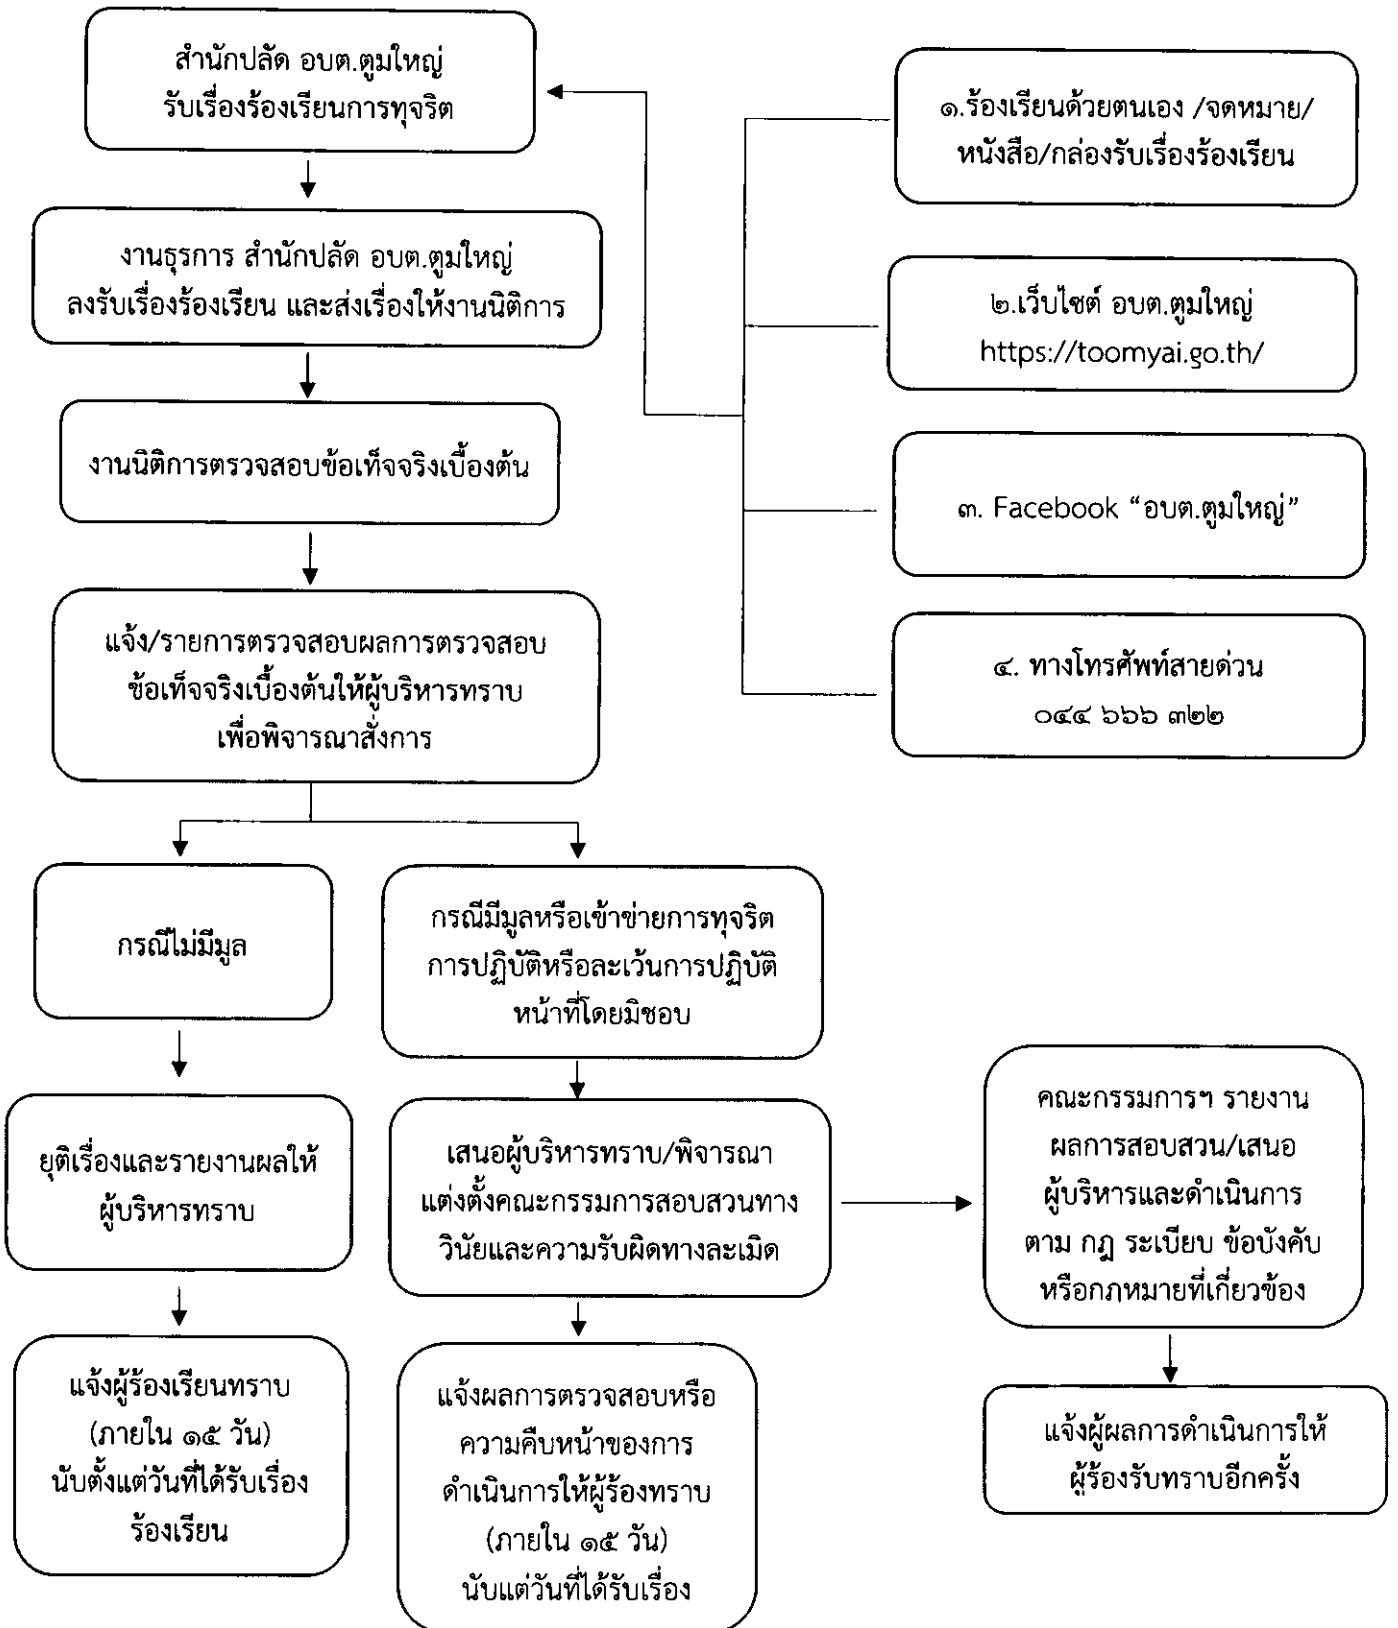 สำนักปลัด อบต.ตูมใหญ่
รับเรื่องร้องเรียนการทุจริต
๑.ร้องเรียนด้วยตนเอง /จดหมาย/
หนังสือ/กล่องรับเรื่องร้องเรียน
งานธุรการ สำนักปลัด อบต.ตูมใหญ่
ลงรับเรื่องร้องเรียน และส่งเรื่องให้งานนิติการ
๒.เว็บไซต์ อบต.ตูมใหญ่
https://toomyai.go.th/
งานนิติการตรวจสอบข้อเท็จจริงเบื้องต้น
๓. Facebook “อบต.ตูมใหญ่”
แจ้ง/รายการตรวจสอบผลการตรวจสอบ
ข้อเท็จจริงเบื้องต้นให้ผู้บริหารทราบ
เพื่อพิจารณาสั่งการ
๔. ทางโทรศัพท์สายด่วน
๐๔๔ ๖๖๖ ๓๒๒
กรณีไม่มีมูล
กรณีมีมูลหรือเข้าข่ายการทุจริต
การปฏิบัติหรือละเว้นการปฏิบัติ
หน้าที่โดยมิชอบ
ยุติเรื่องและรายงานผลให้
ผู้บริหารทราบ
เสนอผู้บริหารทราบ/พิจารณา
แต่งตั้งคณะกรรมการสอบสวนทาง
วินัยและความรับผิดทางละเมิด
คณะกรรมการฯ รายงาน
ผลการสอบสวน/เสนอ
ผู้บริหารและดำเนินการ
ตาม กฎ ระเบียบ ข้อบังคับ
หรือกฎหมายที่เกี่ยวข้อง
แจ้งผู้ร้องเรียนทราบ
(ภายใน ๑๕ วัน)
นับตั้งแต่วันที่ได้รับเรื่อง
ร้องเรียน
แจ้งผลการตรวจสอบหรือ
ความคืบหน้าของการ
ดำเนินการให้ผู้ร้องทราบ
(ภายใน ๑๕ วัน)
นับแต่วันที่ได้รับเรื่อง
แจ้งผู้ผลการดำเนินการให้
ผู้ร้องรับทราบอีกครั้ง